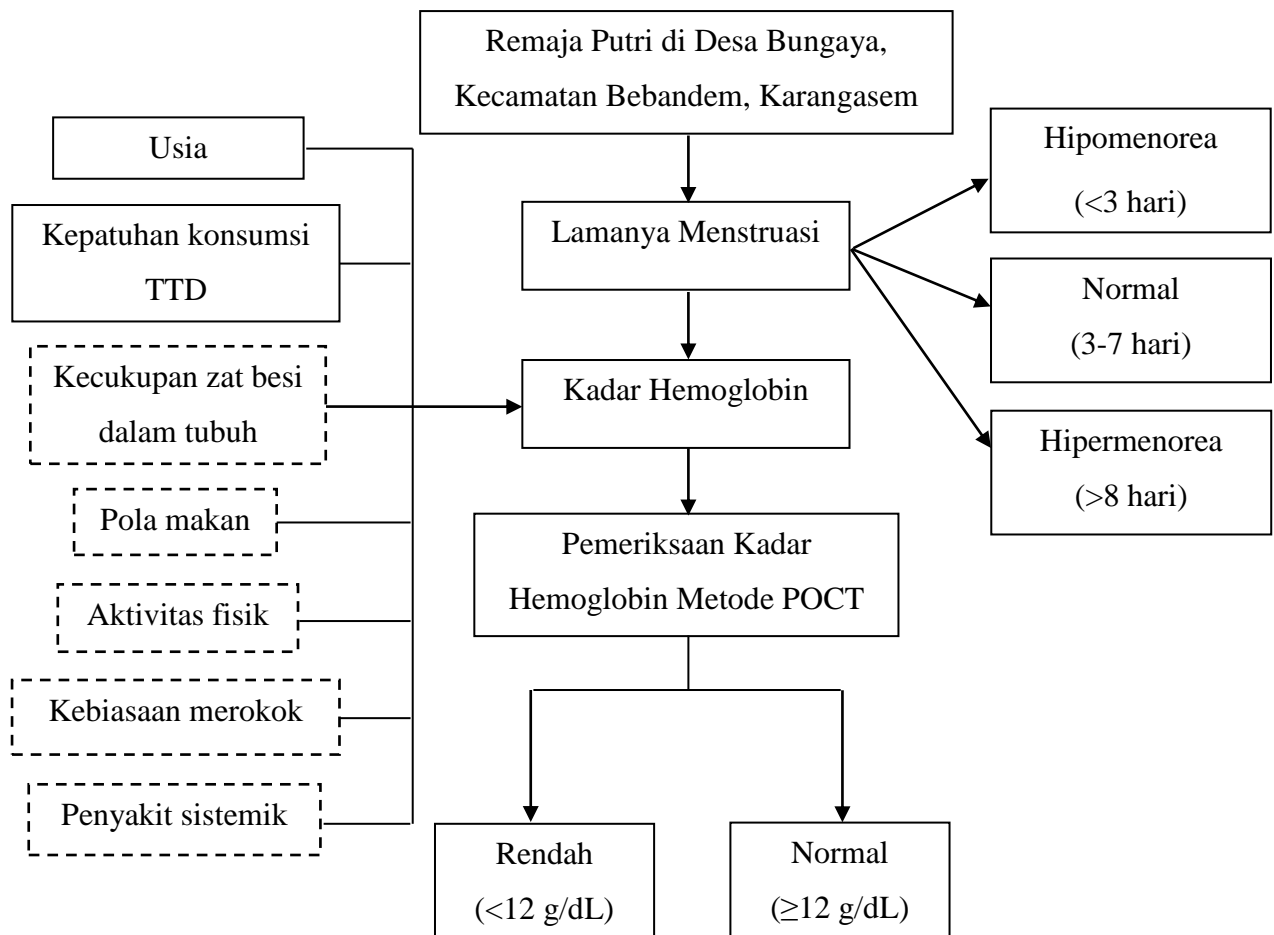 Remaja Putri di Desa Bungaya,
Kecamatan Bebandem, Karangasem
Usia
Kepatuhan konsumsi
TTD
Kecukupan zat besi
dalam tubuh
Pola makan
Aktivitas fisik
Kebiasaan merokok
Penyakit sistemik
Lamanya Menstruasi
Hipomenorea
(<3 hari)
Normal
(3-7 hari)
Hipermenorea
(>8 hari)
Kadar Hemoglobin
Pemeriksaan Kadar
Hemoglobin Metode POCT
Rendah
(<12 g/dL)
Normal
(≥12 g/dL)